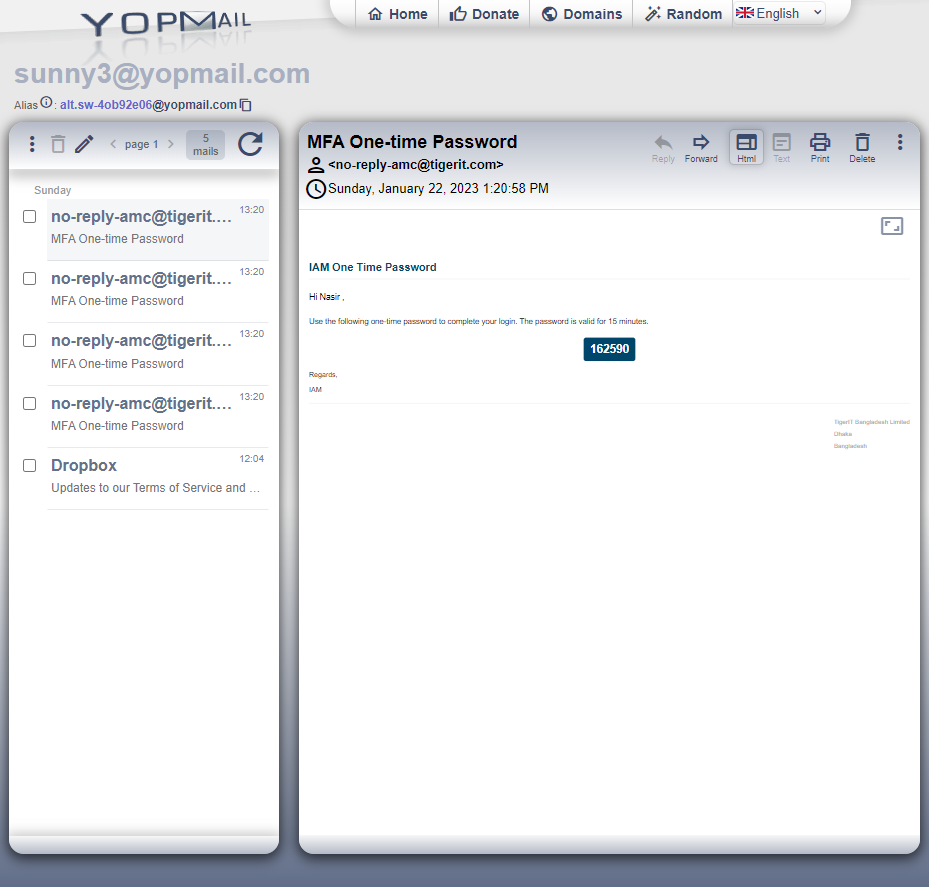 YOPMAIL
Home
Donate
Domains
Random
English
sunny3@yopmail.com
Alias : alt.sw-4ob92e06@yopmail.com
page 1
5
mails
Sunday
no-reply-amc@tigerit.…
13:20
MFA One-time Password
no-reply-amc@tigerit.…
13:20
MFA One-time Password
no-reply-amc@tigerit.…
13:20
MFA One-time Password
no-reply-amc@tigerit.…
13:20
MFA One-time Password
Dropbox
12:04
Updates to our Terms of Service and …
MFA One-time Password
<no-reply-amc@tigerit.com>
Sunday, January 22, 2023 1:20:58 PM
Reply
Forward
Html
Text
Print
Delete
IAM One Time Password
Hi Nasir ,
Use the following one-time password to complete your login. The password is valid for 15 minutes.
162590
Regards,
IAM
TigerIT Bangladesh Limited
Dhaka
Bangladesh